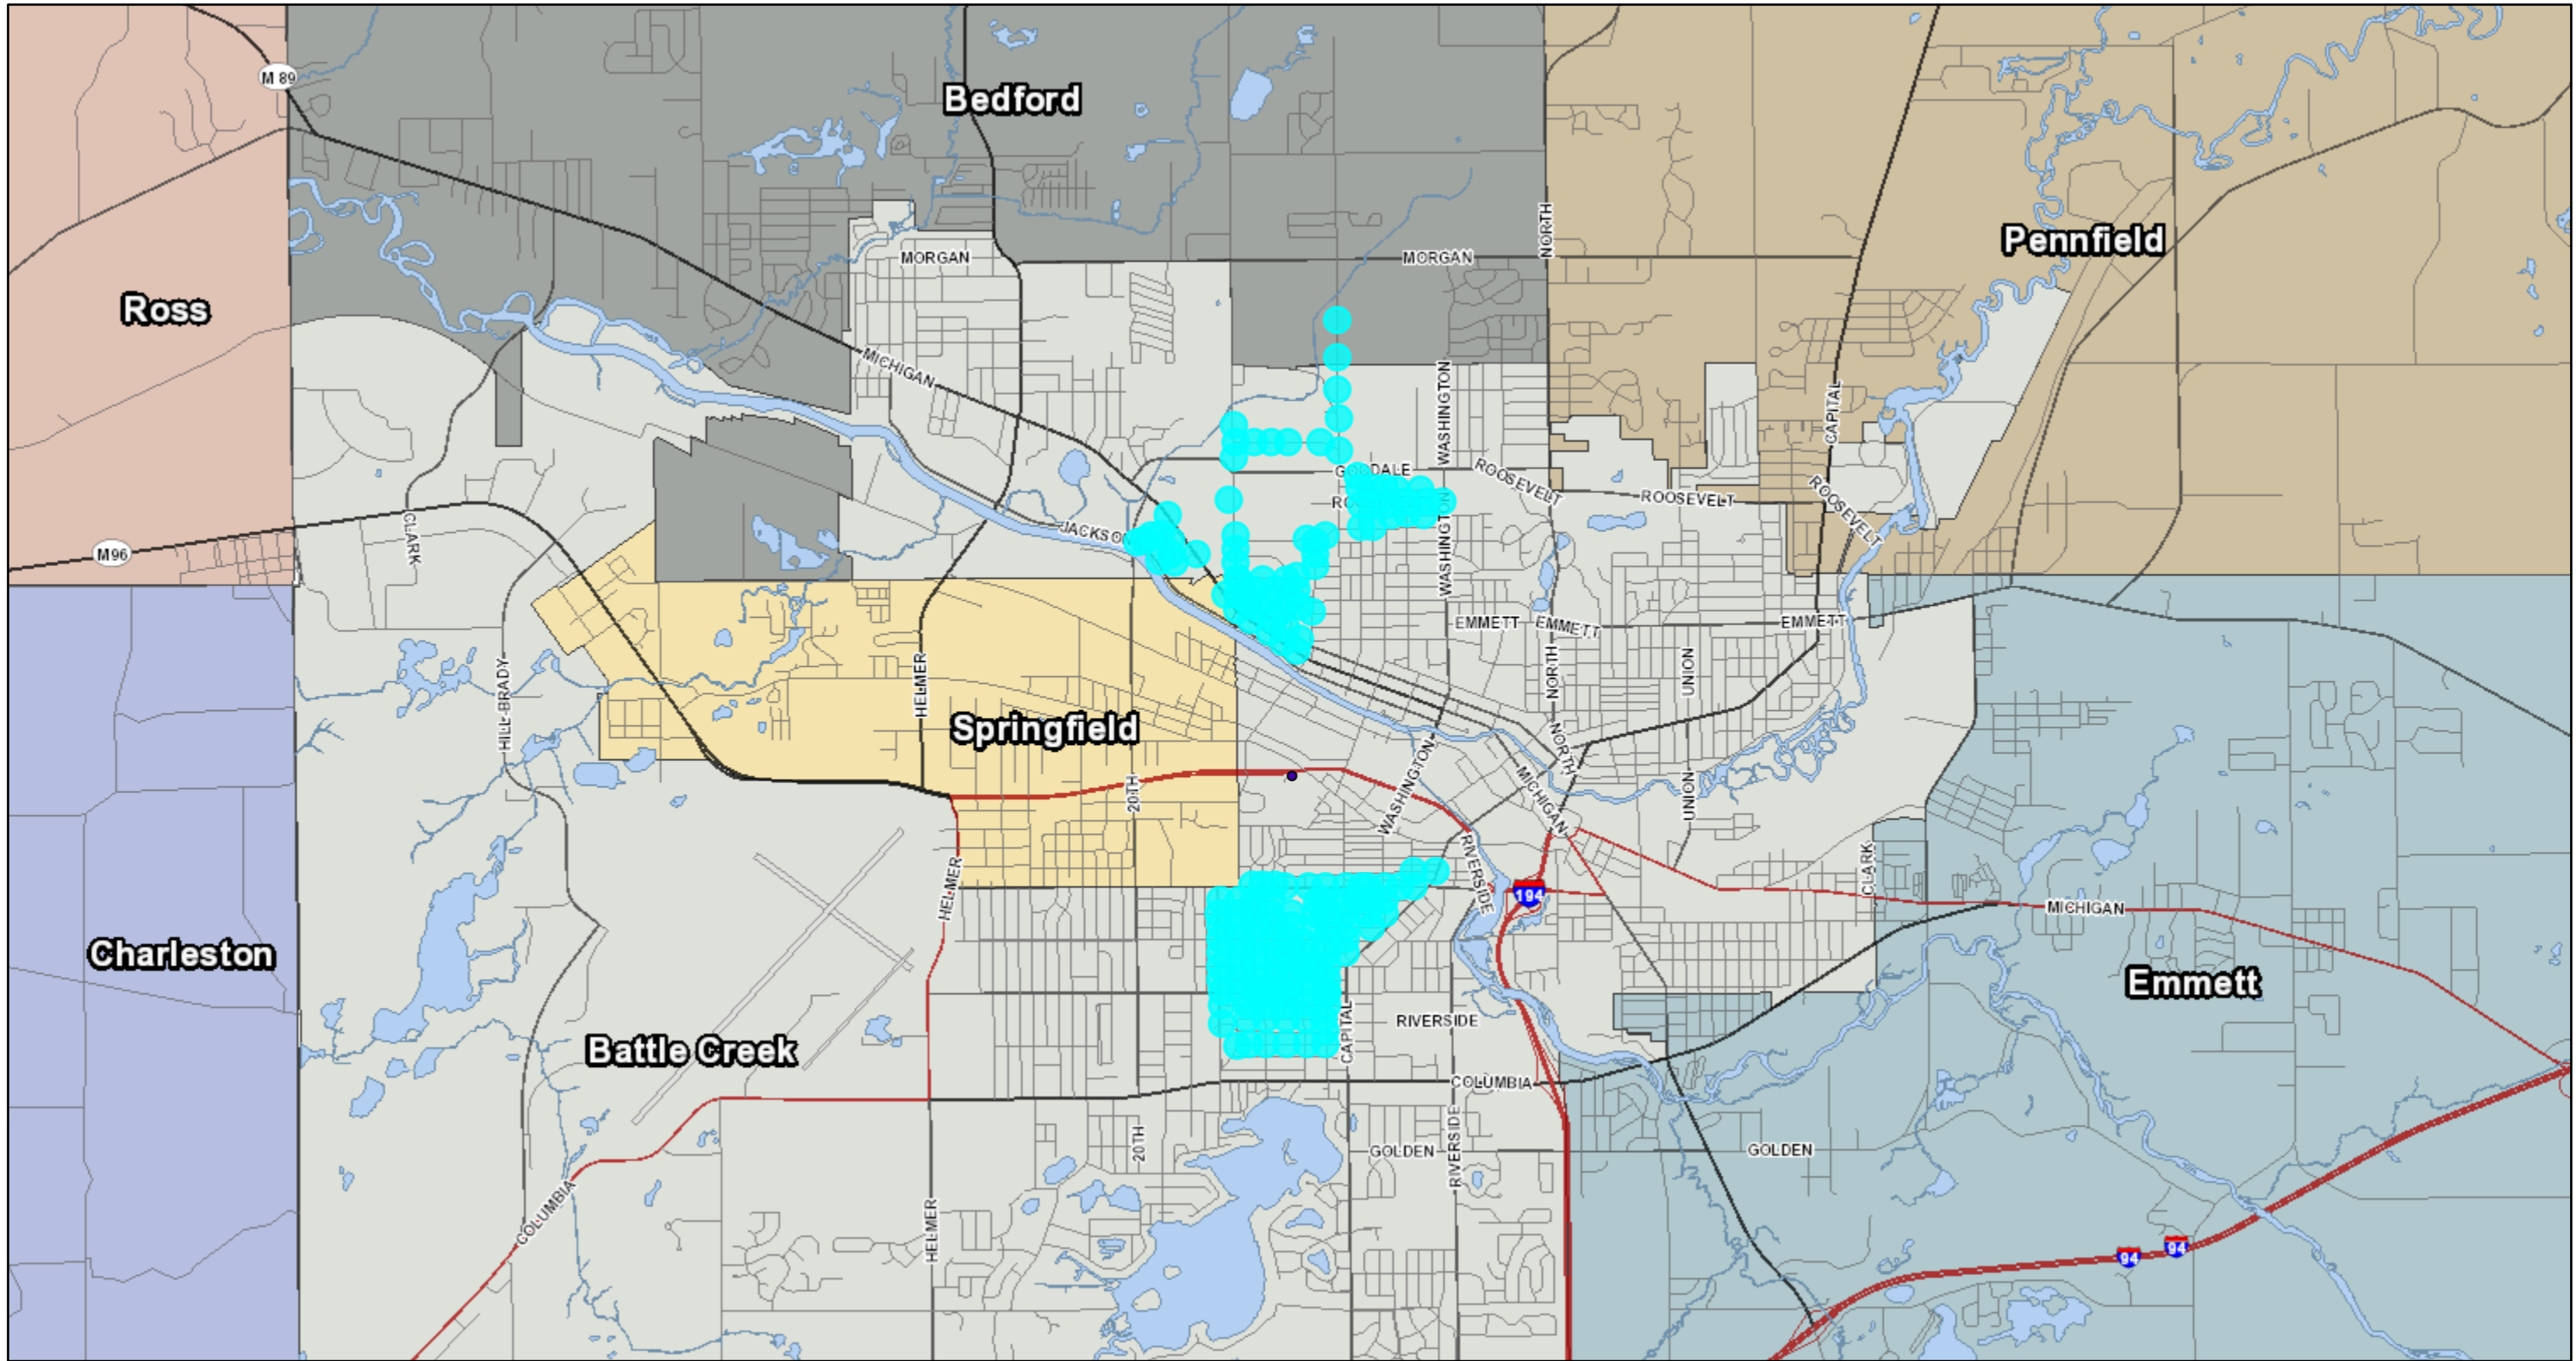 M 89
Bedford
NORTH
Pennfield
MORGAN
MORGAN
Ross
MICHIGAN
WASHINGTON
CAPITAL
GOODALE
ROOSEVELT
ROOSEVELT
ROOSEVELT
CLARK
JACKSON
M96
WASHINGTON
EMMETT
EMMETT
EMMETT
HILL-BRADY
HELMER
NORTH
UNION
Springfield
NORTH
20TH
WASHINGTON
MICHIGAN
UNION
HELMER
RIVERSIDE
194
CLARK
MICHIGAN
Charleston
Emmett
Battle Creek
CAPITAL
RIVERSIDE
COLUMBIA
20TH
GOLDEN
RIVERSIDE
GOLDEN
COLUMBIA
HELMER
94
94